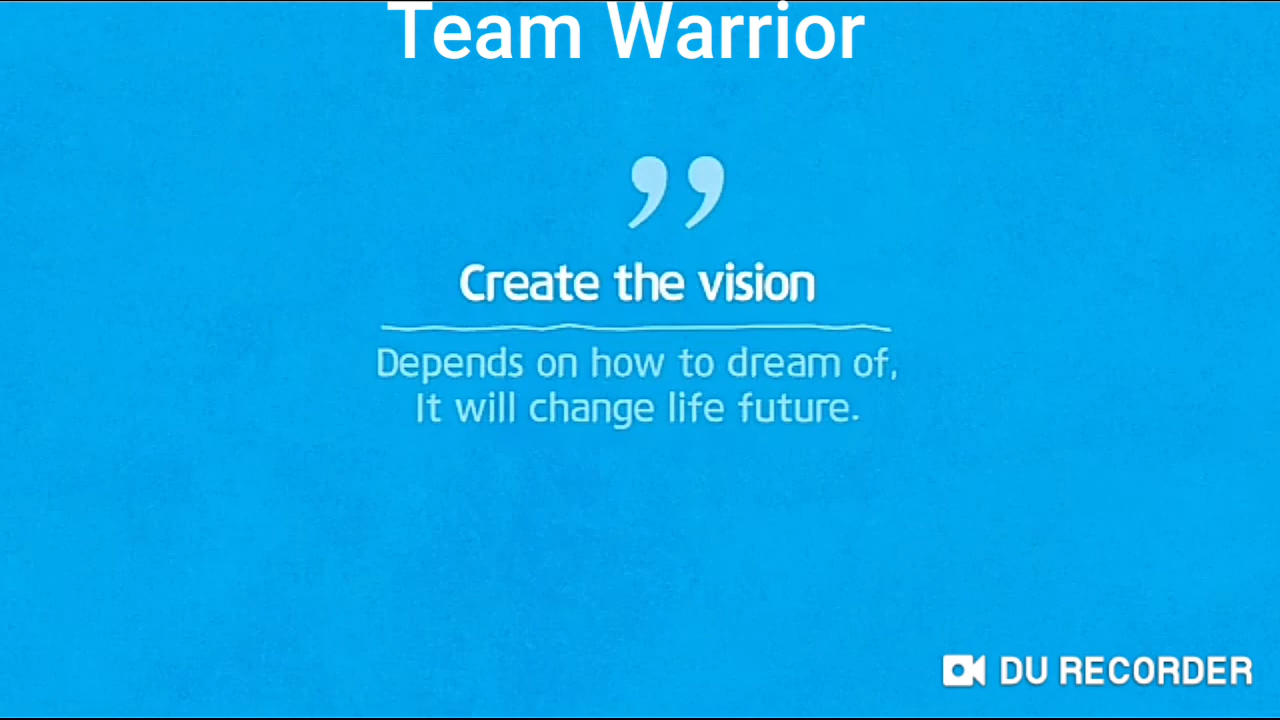 Team Warrior
”
Create the vision
Depends on how to dream of,
It will change life future.
DU RECORDER